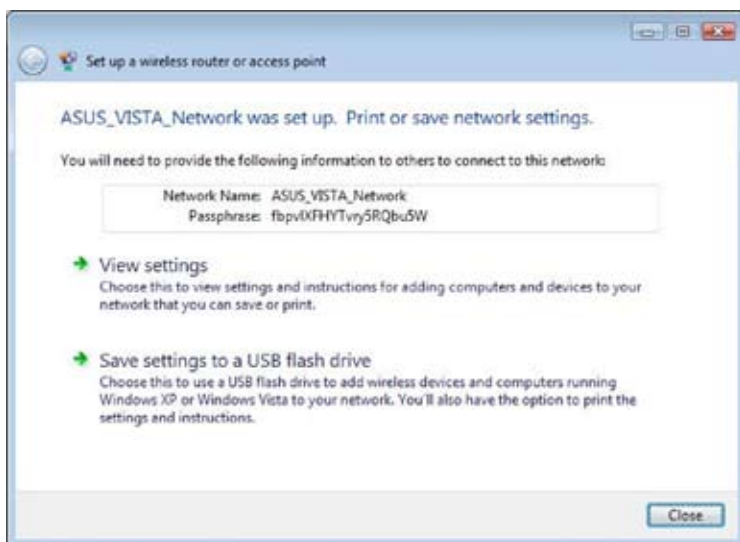 Set up a wireless router or access point
ASUS_VISTA_Network was set up. Print or save network settings.
You will need to provide the following information to others to connect to this network:
Network Name: ASUS_VISTA_Network
Passphrase:
View settings
Choose this to view settings and instructions for adding computers and devices to your
network that you can save or print.
Save settings to a USB flash drive
Choose this to use a USB flash drive to add wireless devices and computers running
Windows XP or Windows Vista to your network. You'll also have the option to print the
settings and instructions.
Close